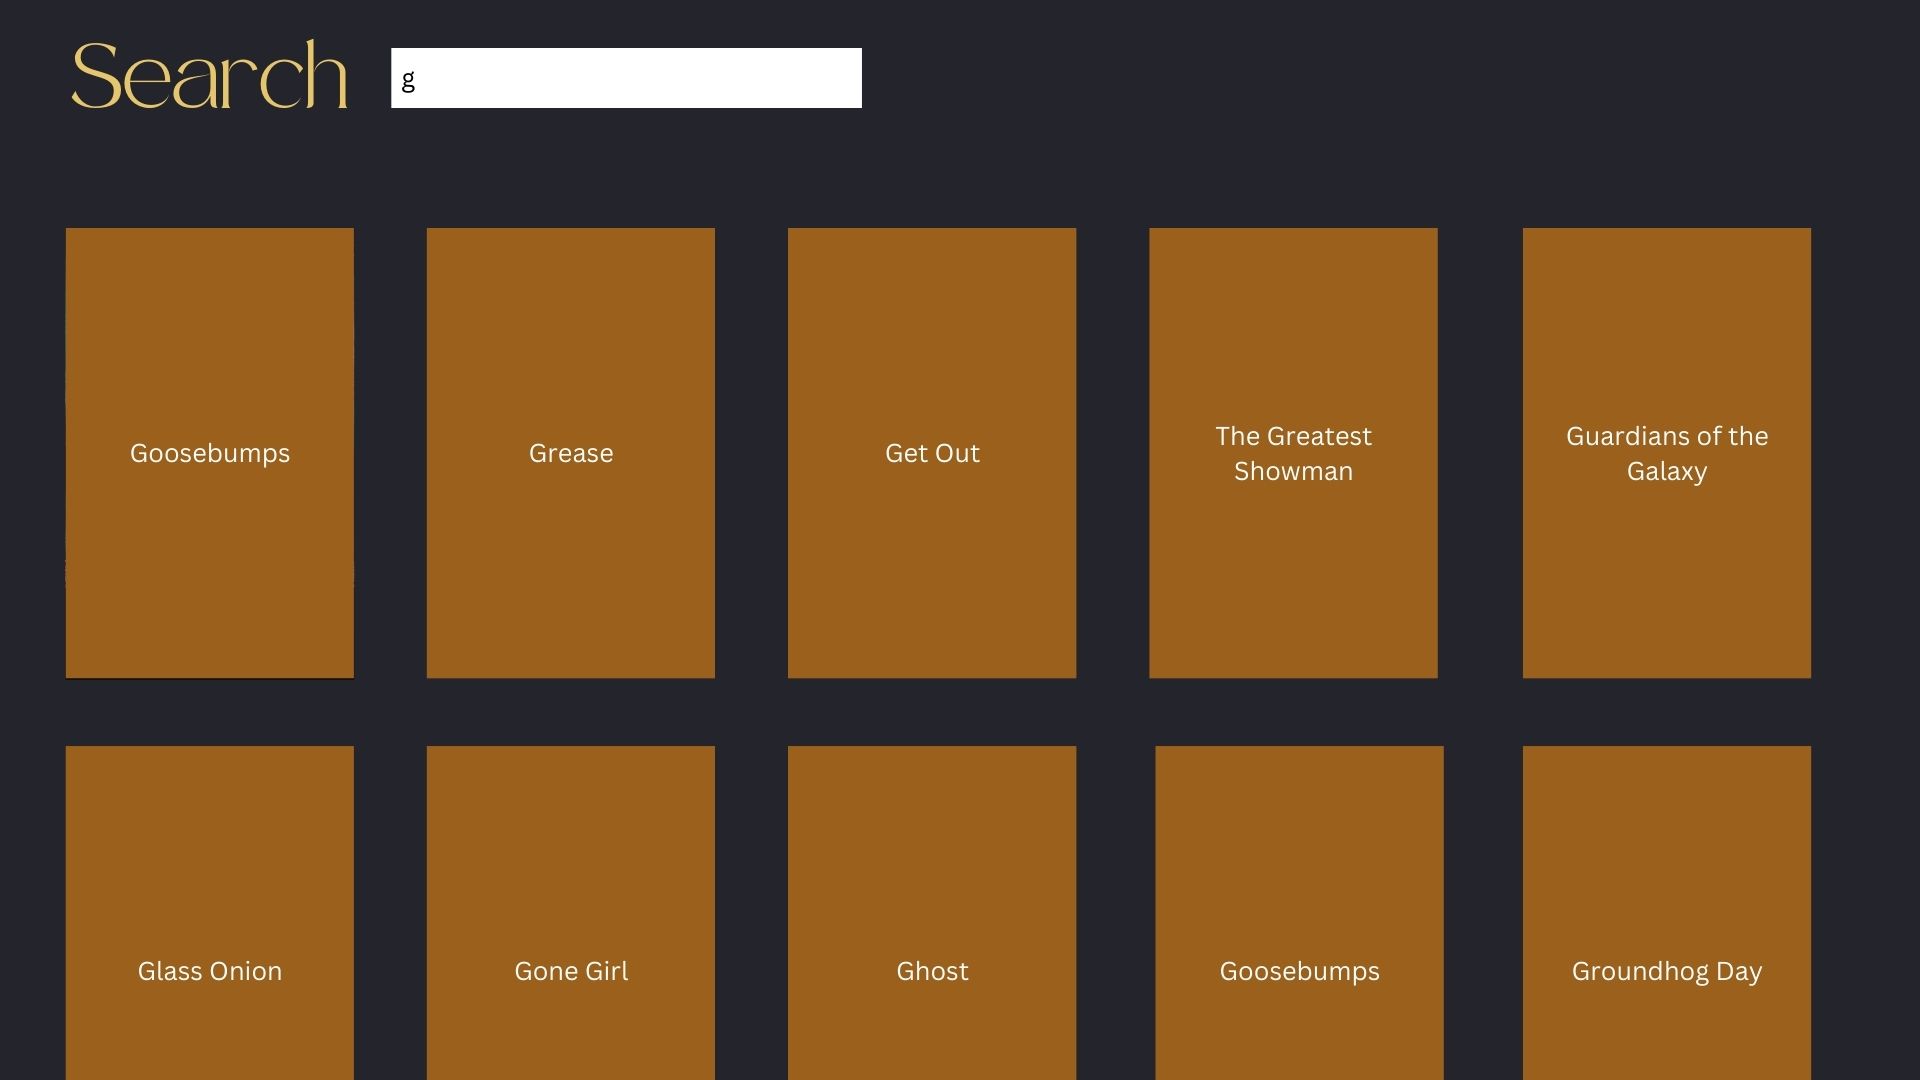 Search
g
Goosebumps
Grease
Get Out
The Greatest
Showman
Guardians of the
Galaxy
Glass Onion
Gone Girl
Ghost
Goosebumps
Groundhog Day